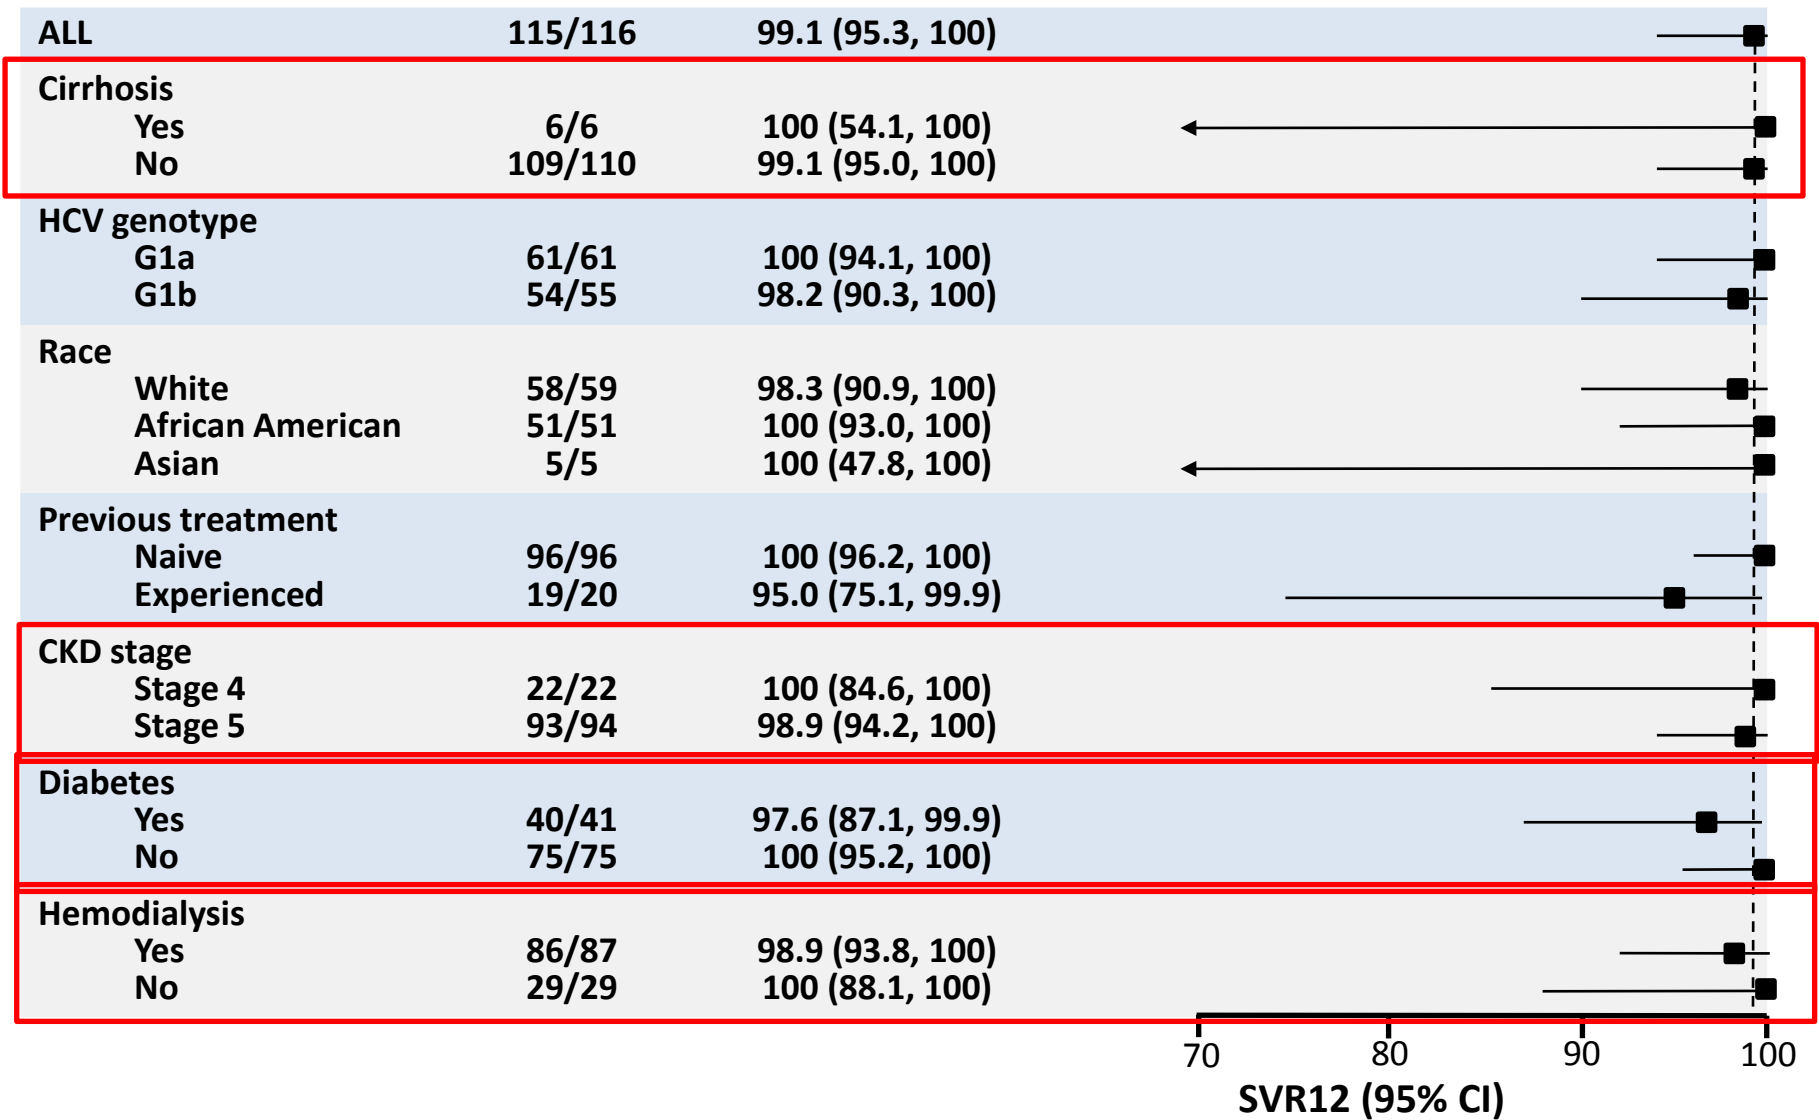 ALL 115/116 99.1 (95.3, 100)
Cirrhosis
Yes 6/6 100 (54.1, 100)
No 109/110 99.1 (95.0, 100)
HCV genotype
G1a 61/61 100 (94.1, 100)
G1b 54/55 98.2 (90.3, 100)
Race
White 58/59 98.3 (90.9, 100)
African American 51/51 100 (93.0, 100)
Asian 5/5 100 (47.8, 100)
Previous treatment
Naive 96/96 100 (96.2, 100)
Experienced 19/20 95.0 (75.1, 99.9)
CKD stage
Stage 4 22/22 100 (84.6, 100)
Stage 5 93/94 98.9 (94.2, 100)
Diabetes
Yes 40/41 97.6 (87.1, 99.9)
No 75/75 100 (95.2, 100)
Hemodialysis
Yes 86/87 98.9 (93.8, 100)
No 29/29 100 (88.1, 100)
70 80 90 100
SVR12 (95% CI)